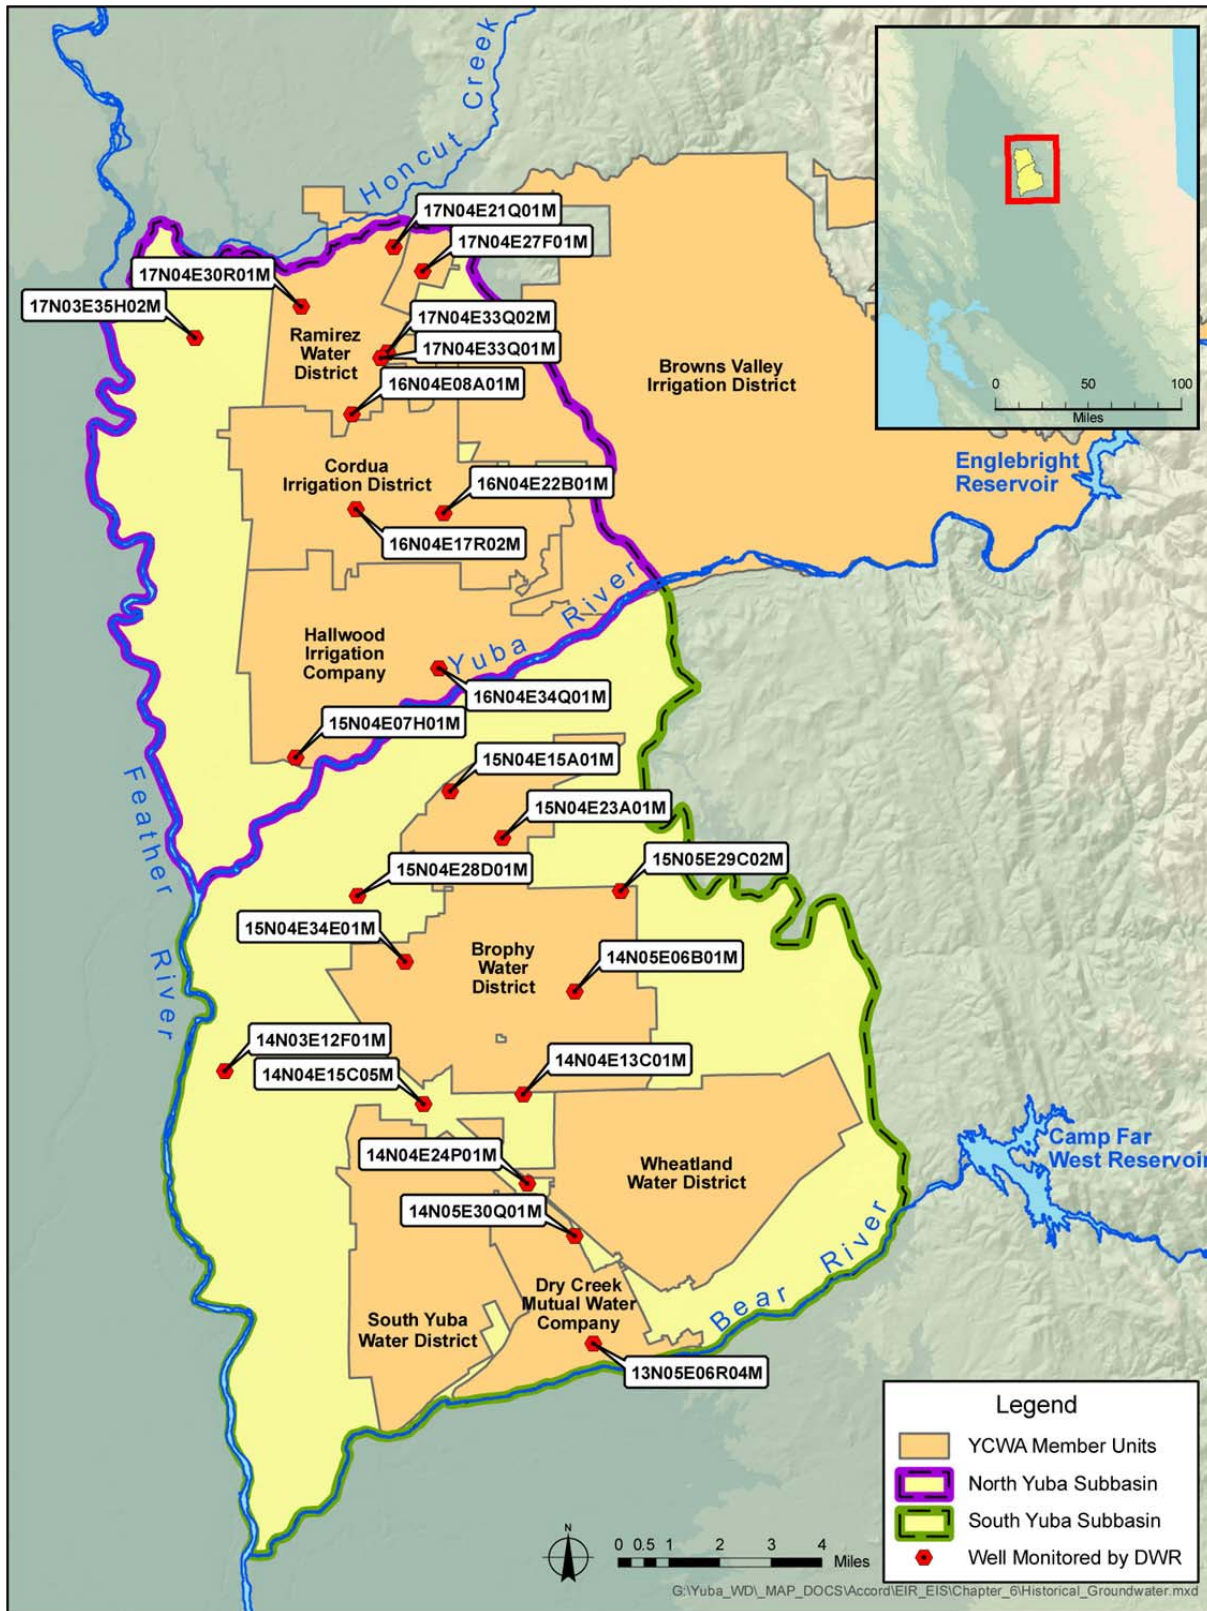 Honcut Creek
17N04E21Q01M
17N04E27F01M
17N04E30R01M
17N03E35H02M
17N04E33Q02M
17N04E33Q01M
Ramirez
Water
District
16N04E08A01M
Browns Valley
Irrigation District
0 50 100
Miles
Englebright
Reservoir
Cordua
Irrigation District
16N04E22B01M
16N04E17R02M
Hallwood
Irrigation
Company
Yuba River
16N04E34Q01M
15N04E07H01M
15N04E15A01M
15N04E23A01M
Feather River
15N04E28D01M
15N05E29C02M
15N04E34E01M
Brophy
Water
District
14N05E06B01M
14N03E12F01M
14N04E15C05M
14N04E13C01M
14N04E24P01M
14N05E30Q01M
Wheatland
Water District
Camp Far
West Reservoir
Bear River
South Yuba
Water District
Dry Creek
Mutual Water
Company
13N05E06R04M
Legend
YCWA Member Units
North Yuba Subbasin
South Yuba Subbasin
Well Monitored by DWR
N
0 0.5 1 2 3 4
Miles
G:\Yuba_WD\_MAP_DOCS\Accord\EIR_EIS\Chapter_6\Historical_Groundwater.mxd